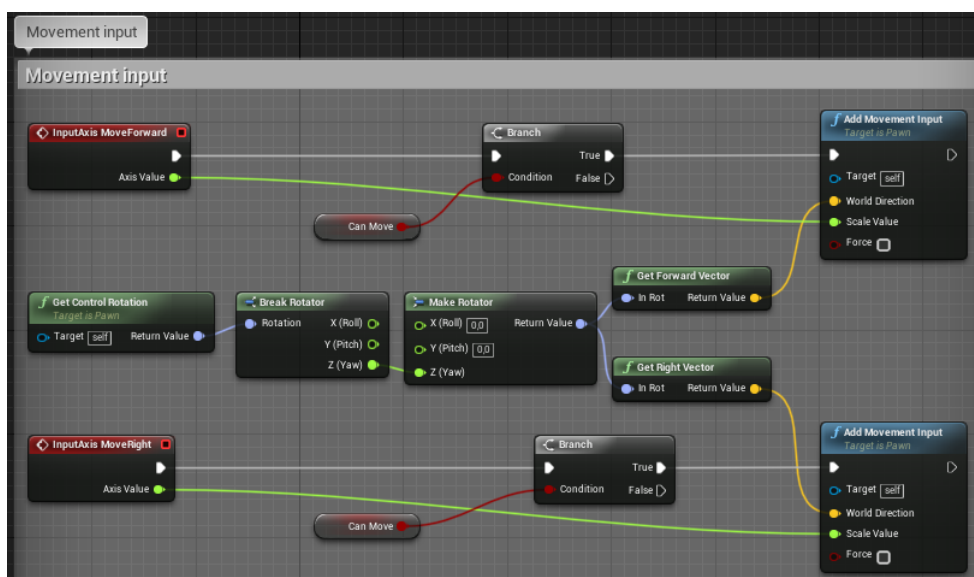 Movement input
Movement input
InputAxis MoveForward
Axis Value
Branch
True
Condition
False
Add Movement Input
Target is Pawn
Target self
World Direction
Scale Value
Force
Can Move
Get Control Rotation
Target is Pawn
Target self
Return Value
Break Rotator
Rotation
X (Roll)
Y (Pitch)
Z (Yaw)
Make Rotator
X (Roll) 0,0
Return Value
Y (Pitch) 0,0
Z (Yaw)
Get Forward Vector
In Rot
Return Value
Get Right Vector
In Rot
Return Value
InputAxis MoveRight
Axis Value
Branch
True
Condition
False
Can Move
Add Movement Input
Target is Pawn
Target self
World Direction
Scale Value
Force